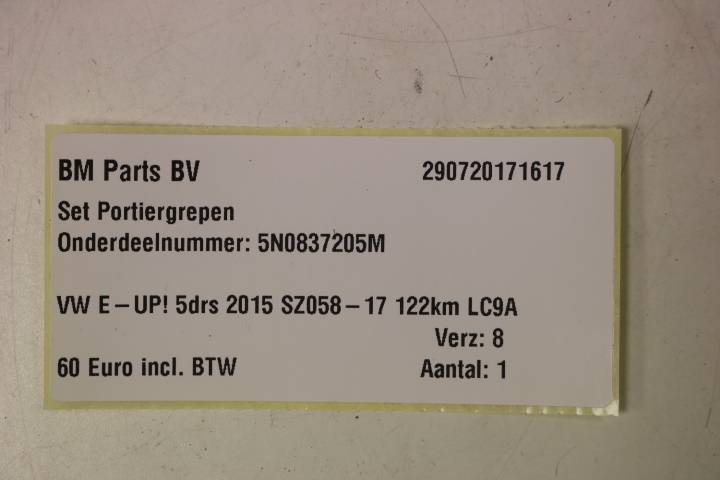 BM Parts BV 290720171617
Set Portiergrepen
Onderdeelnummer: 5N0837205M
VW E-UP! 5drs 2015 SZ058-17 122km LC9A
Verz: 8
60 Euro incl. BTW Aantal: 1